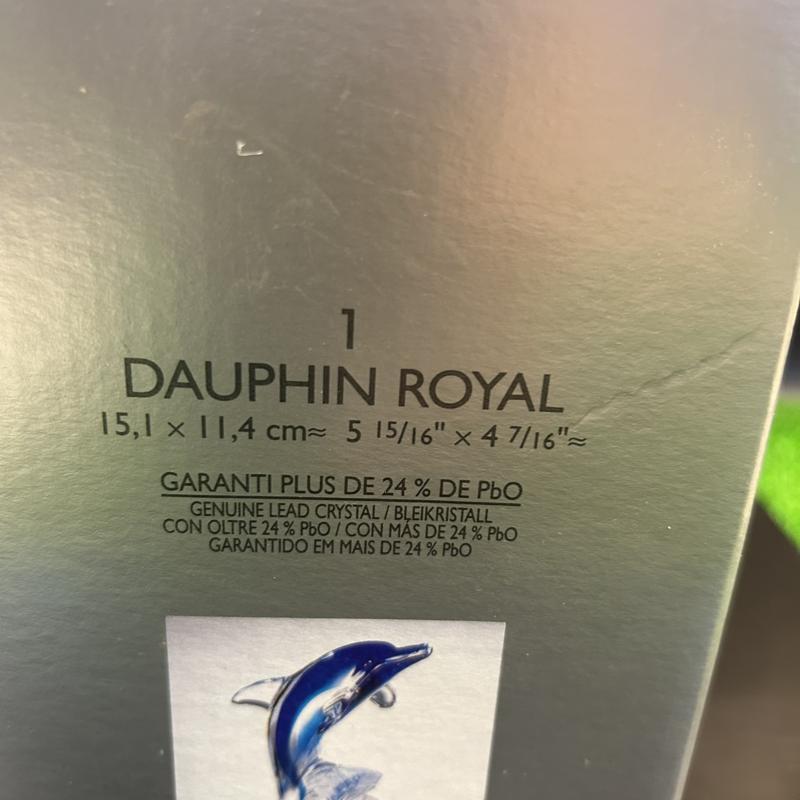 1
DAUPHIN ROYAL
15,1 × 11,4 cm≈ 5 15/16" × 4 7/16"≈
GARANTI PLUS DE 24 % DE PbO
GENUINE LEAD CRYSTAL / BLEIKRISTALL
CON OLTRE 24 % PbO / CON MÁS DE 24 % PbO
GARANTIDO EM MAIS DE 24 % PbO